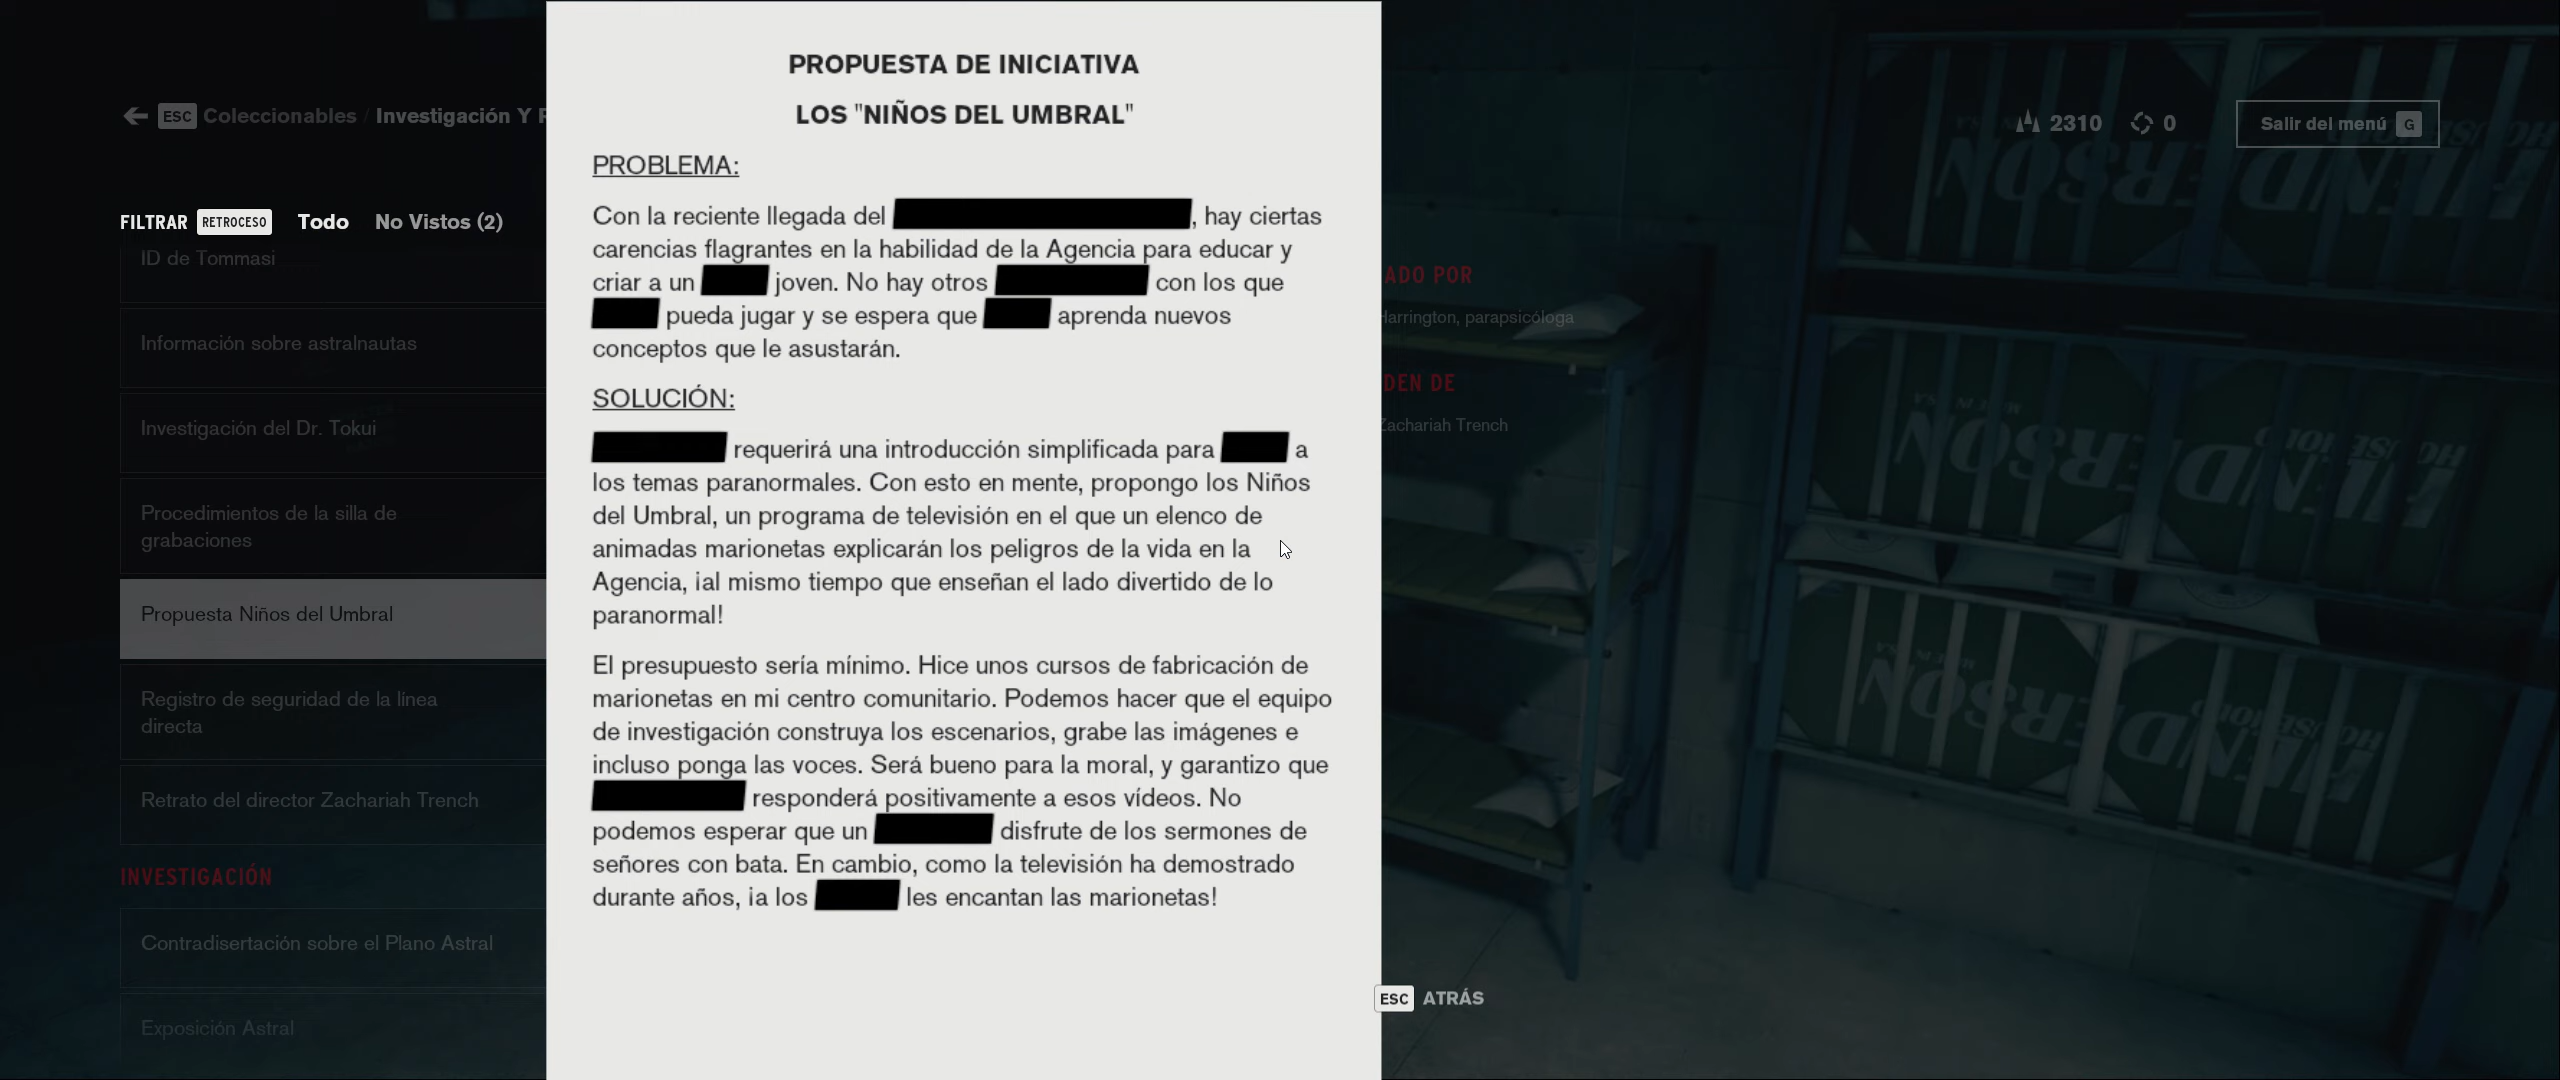 PROPUESTA DE INICIATIVA
LOS "NIÑOS DEL UMBRAL"
PROBLEMA:
Con la reciente llegada del , hay ciertas
carencias flagrantes en la habilidad de la Agencia para educar y
criar a un joven. No hay otros con los que
pueda jugar y se espera que aprenda nuevos
conceptos que le asustarán.
SOLUCIÓN:
requerirá una introducción simplificada para a
los temas paranormales. Con esto en mente, propongo los Niños
del Umbral, un programa de televisión en el que un elenco de
animadas marionetas explicarán los peligros de la vida en la
Agencia, ¡al mismo tiempo que enseñan el lado divertido de lo
paranormal!
El presupuesto sería mínimo. Hice unos cursos de fabricación de
marionetas en mi centro comunitario. Podemos hacer que el equipo
de investigación construya los escenarios, grabe las imágenes e
incluso ponga las voces. Será bueno para la moral, y garantizo que
responderá positivamente a esos vídeos. No
podemos esperar que un disfrute de los sermones de
señores con bata. En cambio, como la televisión ha demostrado
durante años, ¡a los les encantan las marionetas!
ESC Coleccionables / Investigación Y
FILTRAR RETROCESO Todo No Vistos (2)
ID de Tommasi
Información sobre astralnautas
Investigación del Dr. Tokui
Procedimientos de la silla de
grabaciones
Propuesta Niños del Umbral
Registro de seguridad de la línea
directa
Retrato del director Zachariah Trench
INVESTIGACIÓN
Contradisertación sobre el Plano Astral
Exposición Astral
2310 0
Salir del menú G
ADO POR
Harrington, parapsicóloga
DEN DE
Zachariah Trench
ESC ATRÁS